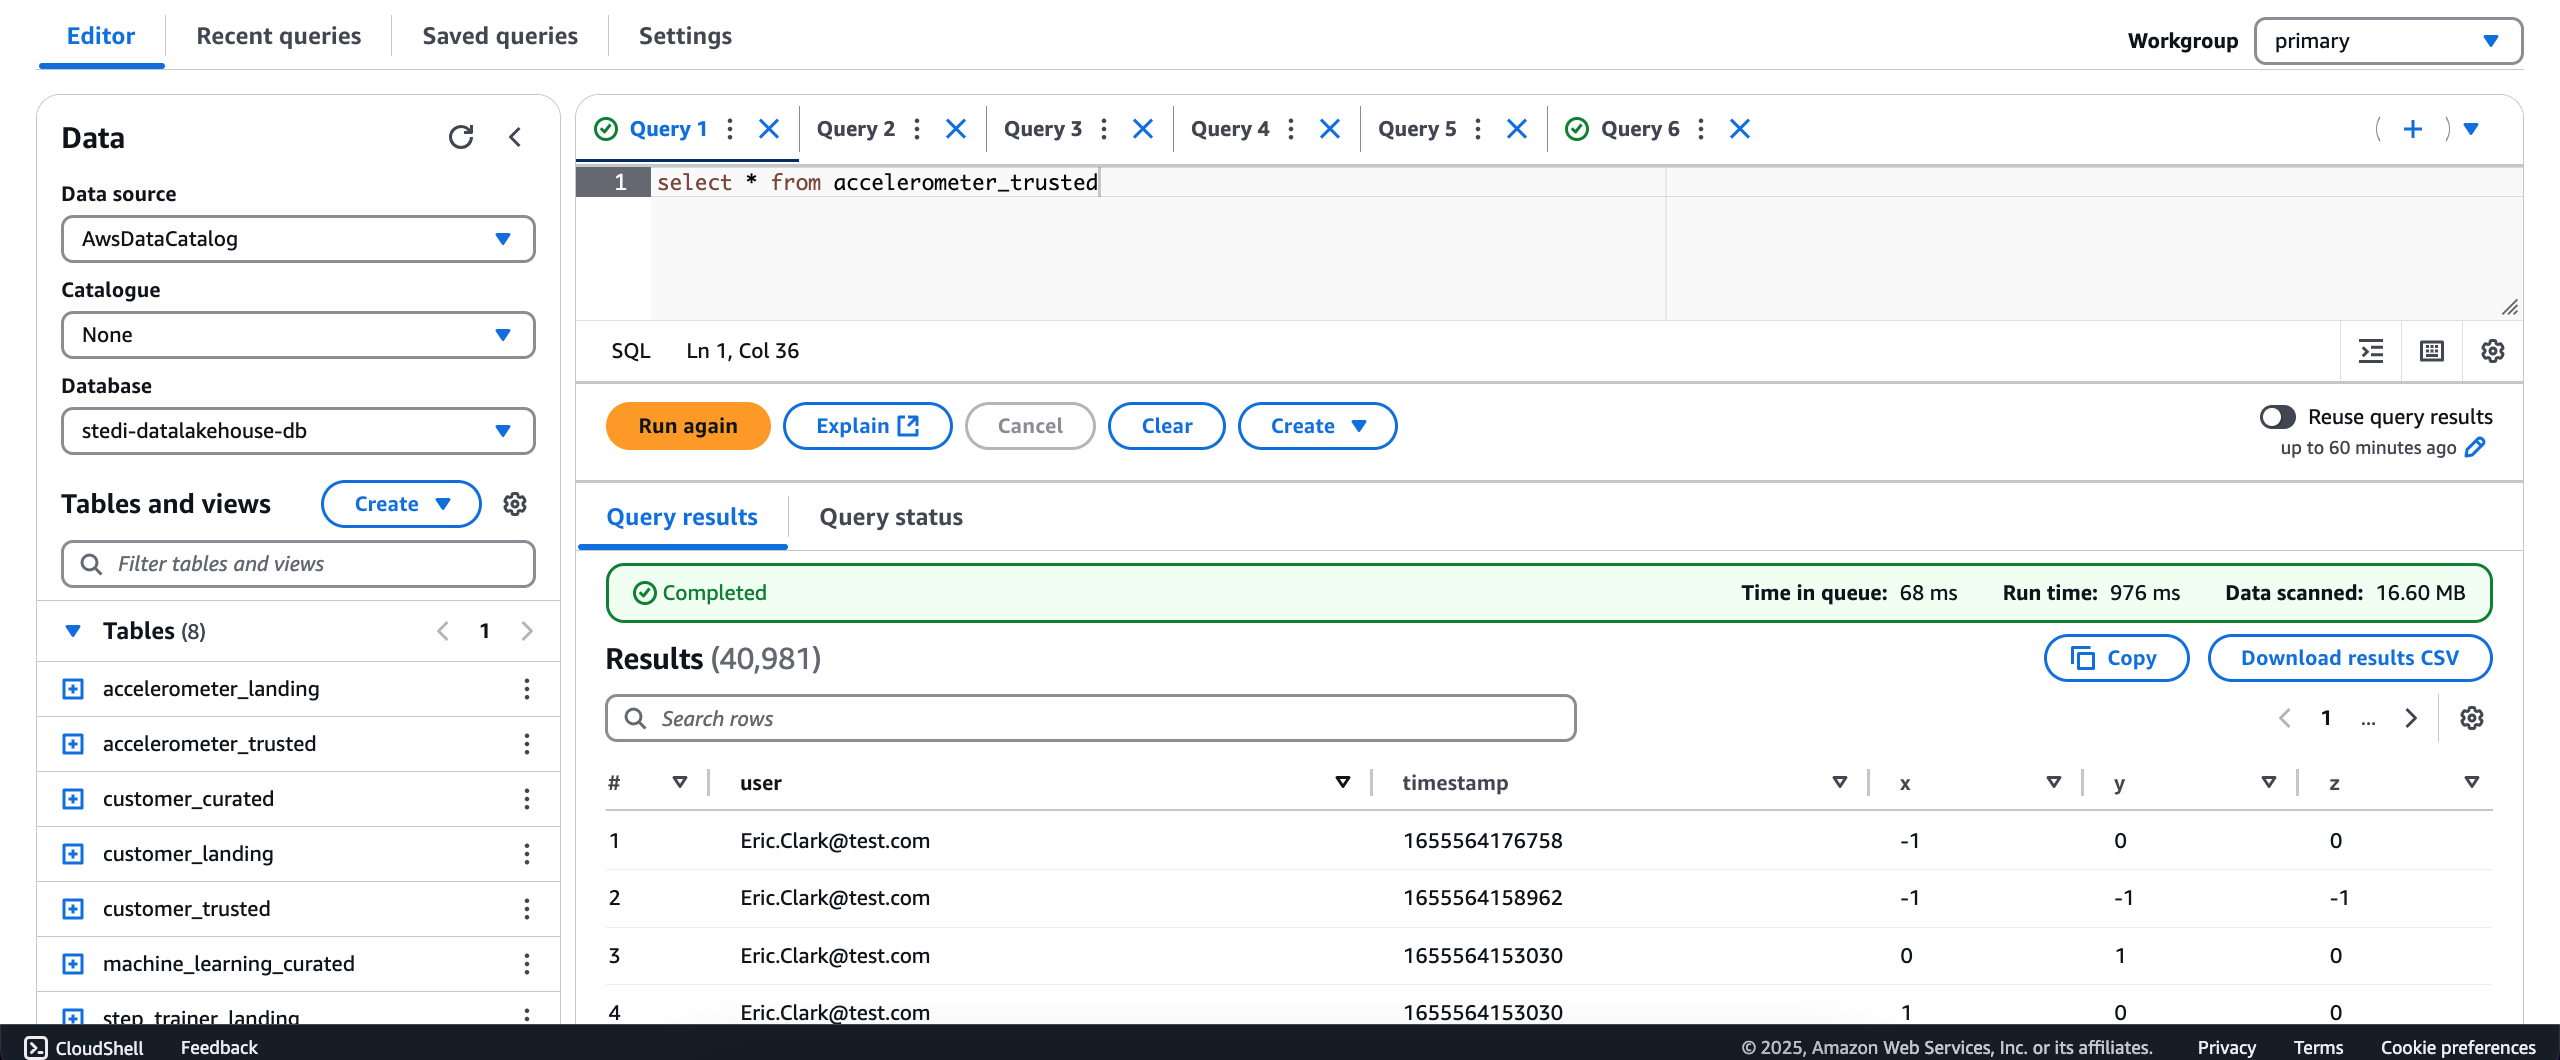 Editor Recent queries Saved queries Settings Workgroup primary
Data
Data source
AwsDataCatalog
Catalogue
None
Database
stedi-datalakehouse-db
Tables and views Create
Filter tables and views
Tables (8) 1
accelerometer_landing
accelerometer_trusted
customer_curated
customer_landing
customer_trusted
machine_learning_curated
step_trainer_landing
Query 1 Query 2 Query 3 Query 4 Query 5 Query 6
1 select * from accelerometer_trusted
SQL Ln 1, Col 36
Run again Explain Cancel Clear Create Reuse query results
up to 60 minutes ago
Query results Query status
Completed Time in queue: 68 ms Run time: 976 ms Data scanned: 16.60 MB
Results (40,981) Copy Download results CSV
Search rows 1 ...
# user timestamp x y z
1 Eric.Clark@test.com 1655564176758 -1 0 0
2 Eric.Clark@test.com 1655564158962 -1 -1 -1
3 Eric.Clark@test.com 1655564153030 0 1 0
4 Eric.Clark@test.com 1655564153030 1 0 0
CloudShell Feedback © 2025, Amazon Web Services, Inc. or its affiliates. Privacy Terms Cookie preferences